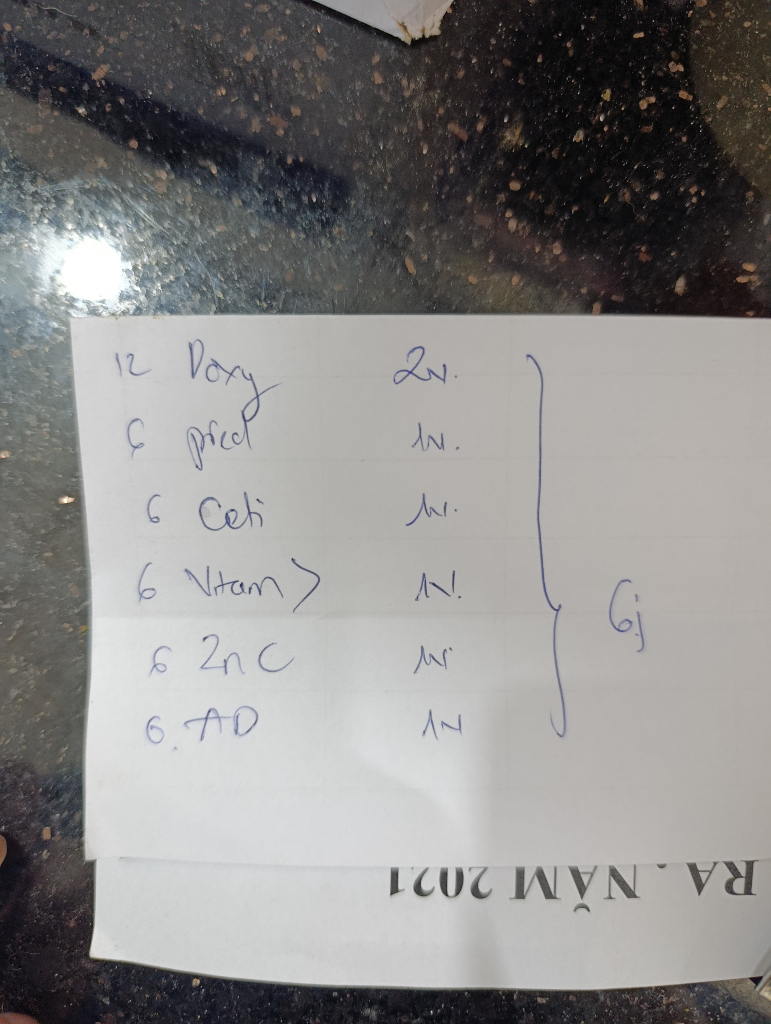 12 Doxy 2v.
6 pred 1v.
6 Ceti 1v.
6 Vitam > 1v.
6 Zn C 1v
6. AD 1v
6j
RA, NĂM 2021